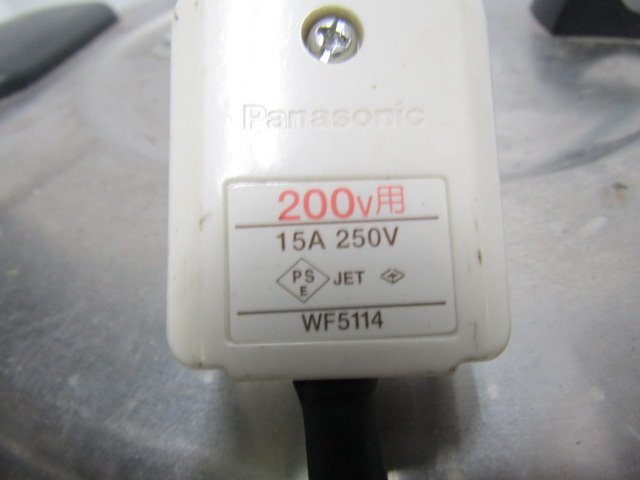 Panasonic
200V用
15A 250V
PS E JET
WF5114